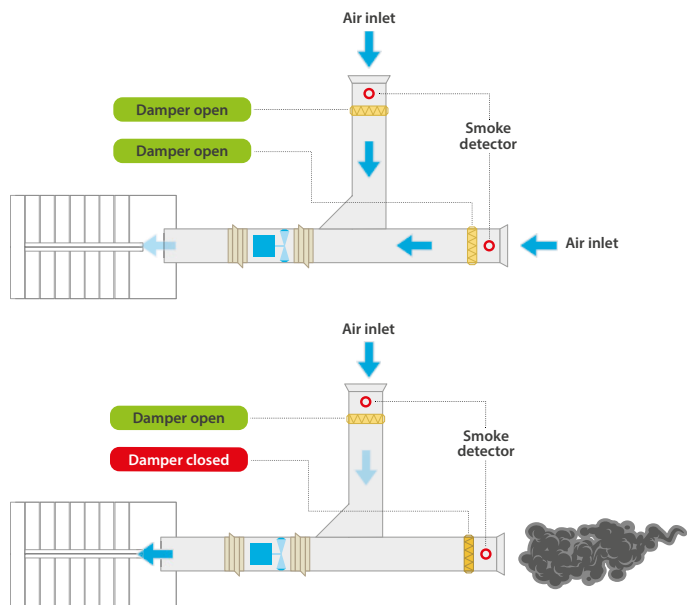 Air inlet
Damper open
Damper open
Smoke
detector
Air inlet
Air inlet
Damper open
Damper closed
Smoke
detector